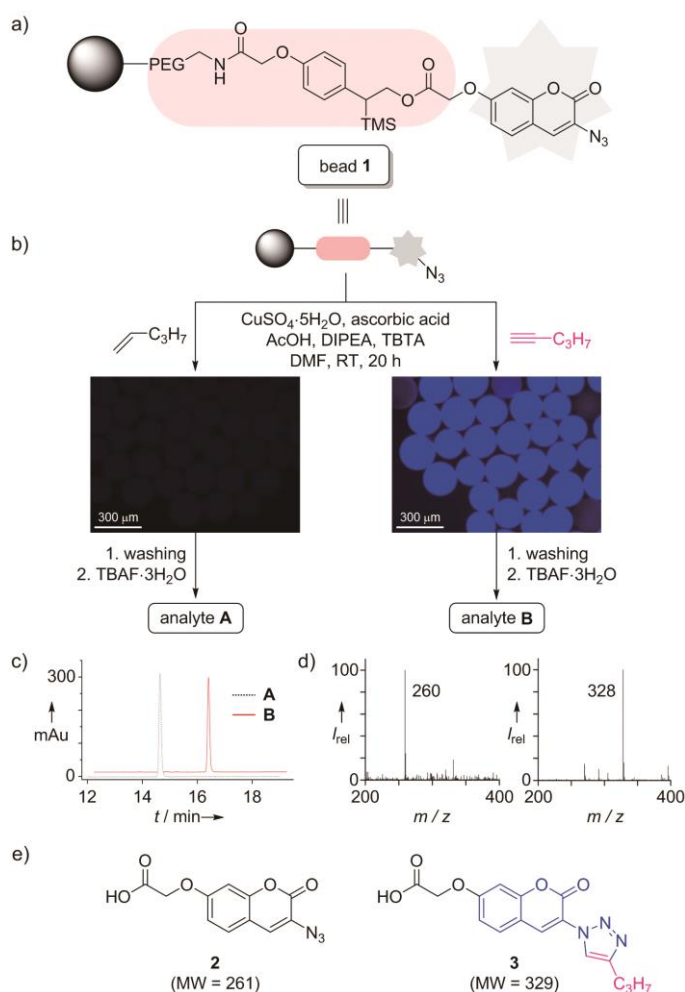 a)
PEG
N
H
O
O
TMS
O
O
O
O
O
N₃
bead 1
b)
N₃
C₃H₇
CuSO₄·5H₂O, ascorbic acid
AcOH, DIPEA, TBTA
DMF, RT, 20 h
C₃H₇
300 µm
300 µm
1. washing
2. TBAF·3H₂O
1. washing
2. TBAF·3H₂O
analyte A
analyte B
c)
300
mAu
0
12 14 16 18
t / min
A
B
d)
100
260
Irel
0
200 400
m / z
100
328
Irel
0
200 400
m / z
e)
O
HO
O
O
O
N₃
2
(MW = 261)
O
HO
O
O
O
N
N
N
C₃H₇
3
(MW = 329)